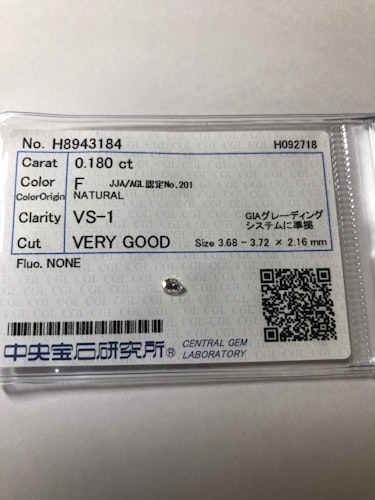 No. H8943184 H092718
Carat 0.180 ct
Color F JJA/AGL認定No.201
ColorOrigin NATURAL
Clarity VS-1 GIAグレーディング
システムに準拠
Cut VERY GOOD Size 3.68 - 3.72 × 2.16 mm
Fluo. NONE
中央宝石研究所® CENTRAL GEM
LABORATORY